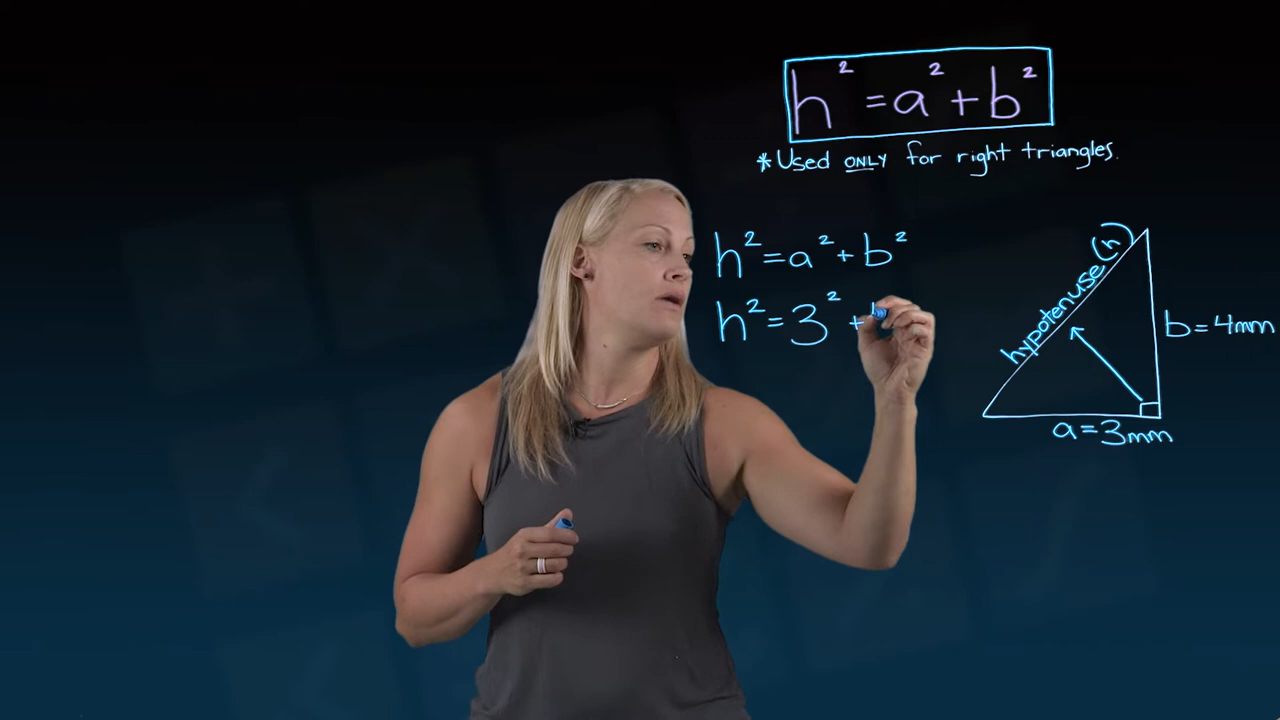 h² = a² + b²
*Used ONLY for right triangles.
h² = a² + b²
h² = 3² +
hypotenuse (h)
b = 4mm
a = 3mm